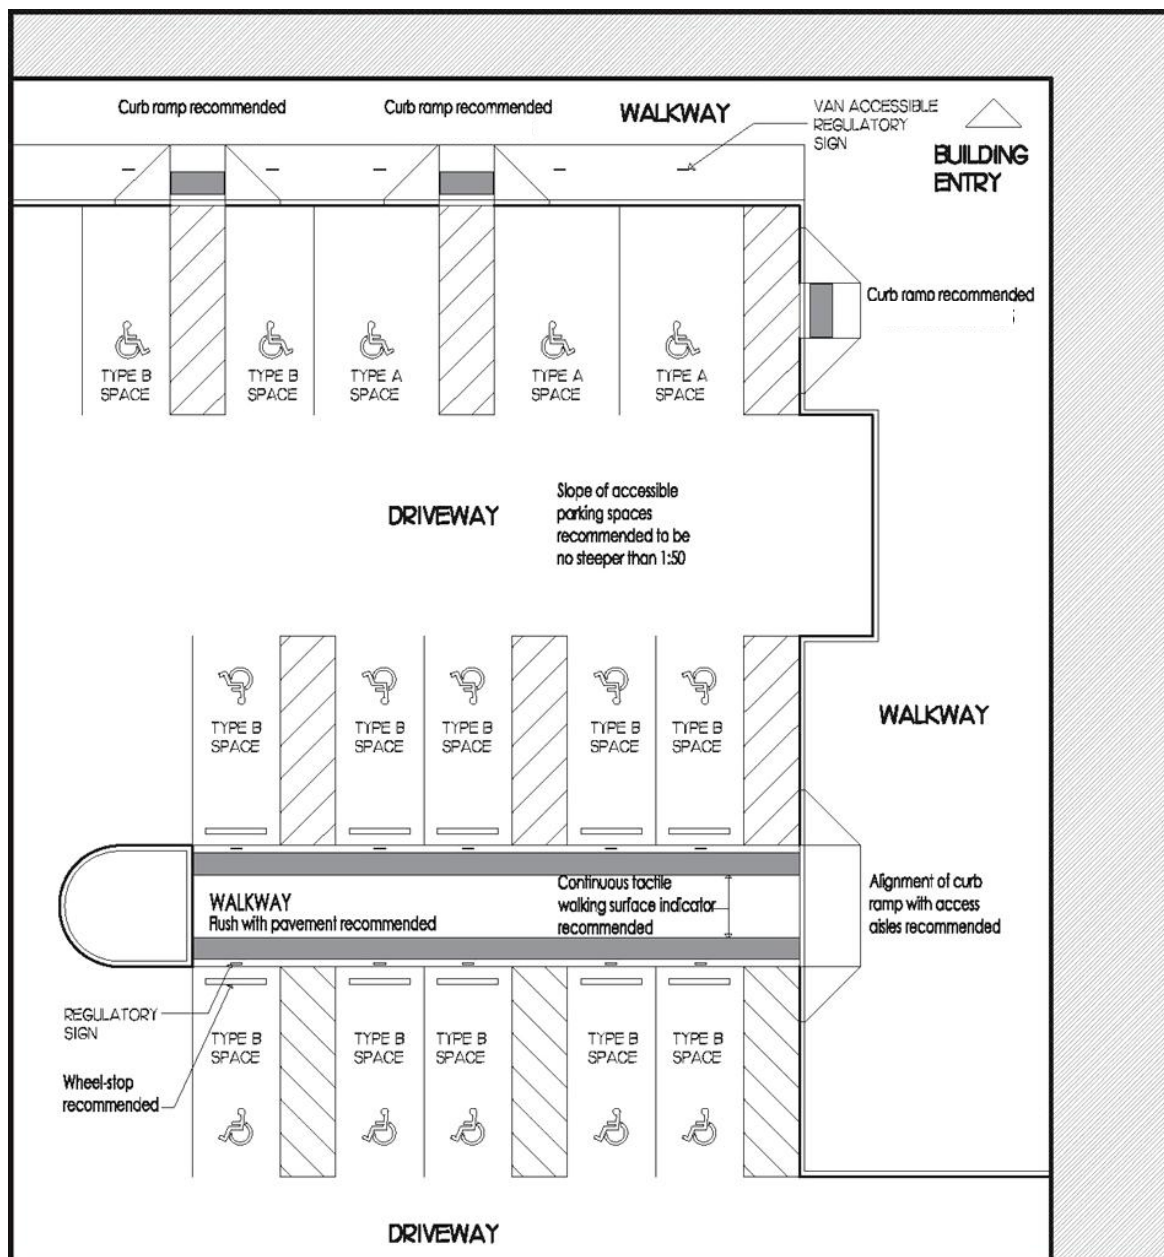 Curb ramp recommended
Curb ramp recommended
WALKWAY
VAN ACCESSIBLE
REGULATORY
SIGN
BUILDING
ENTRY
Curb ramp recommended
TYPE B
SPACE
TYPE B
SPACE
TYPE A
SPACE
TYPE A
SPACE
TYPE A
SPACE
DRIVEWAY
Slope of accessible
parking spaces
recommended to be
no steeper than 1:50
TYPE B
SPACE
TYPE B
SPACE
TYPE B
SPACE
TYPE B
SPACE
TYPE B
SPACE
WALKWAY
WALKWAY
Flush with pavement recommended
Continuous tactile
walking surface indicator
recommended
Alignment of curb
ramp with access
aisles recommended
REGULATORY
SIGN
Wheel-stop
recommended
TYPE B
SPACE
TYPE B
SPACE
TYPE B
SPACE
TYPE B
SPACE
TYPE B
SPACE
DRIVEWAY